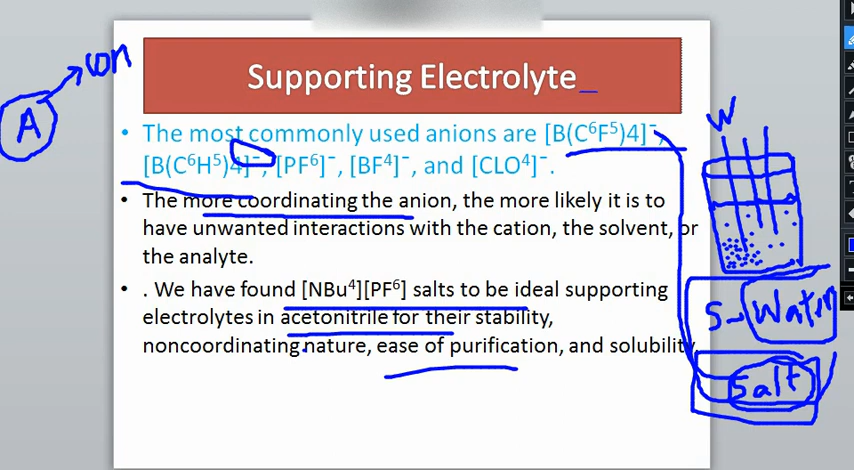 Supporting Electrolyte_
• The most commonly used anions are [B(C⁶F⁵)4]⁻,
[B(C⁶H⁵)4]⁻, [PF⁶]⁻, [BF⁴]⁻, and [CLO⁴]⁻.
• The more coordinating the anion, the more likely it is to
have unwanted interactions with the cation, the solvent, or
the analyte.
• . We have found [NBu⁴][PF⁶] salts to be ideal supporting
electrolytes in acetonitrile for their stability,
noncoordinating nature, ease of purification, and solubility
A
W
S-
Salt